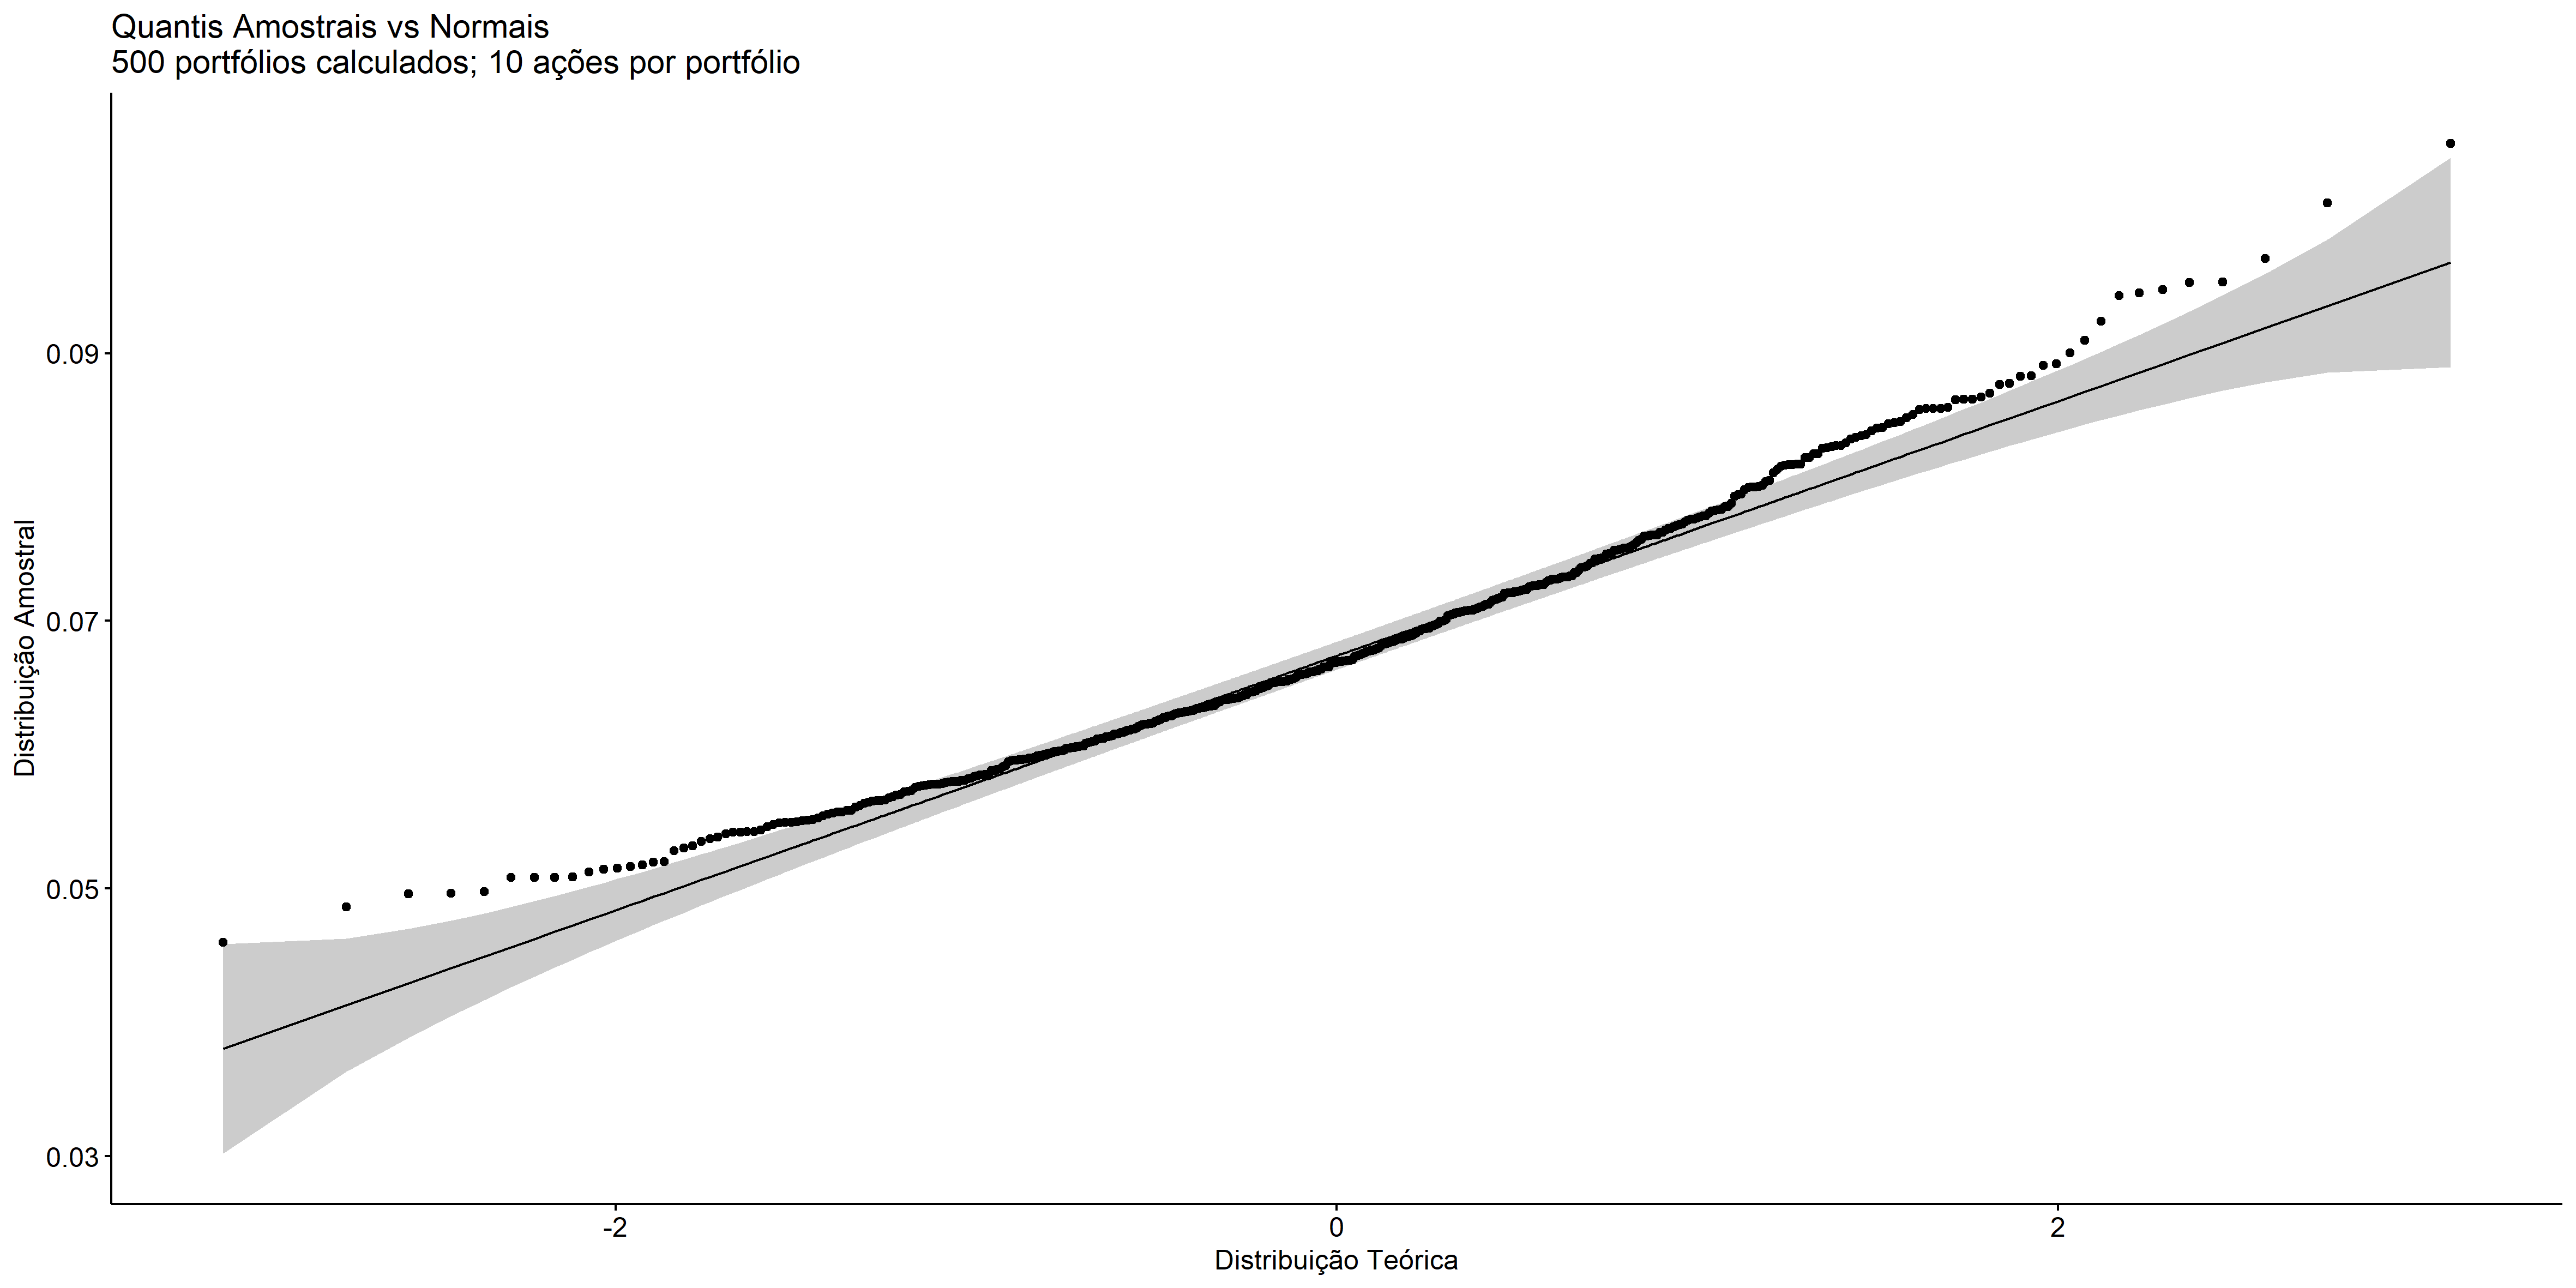 Quantis Amostrais vs Normais
500 portfólios calculados; 10 ações por portfólio
Distribuição Amostral
0.09
0.07
0.05
0.03
-2
0
2
Distribuição Teórica